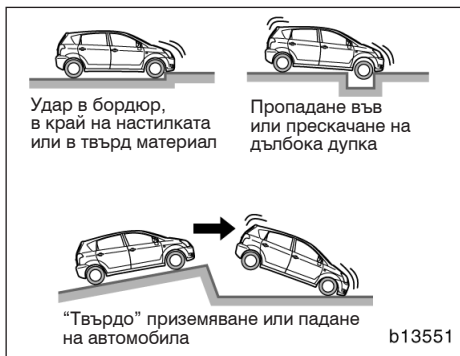 Удар в бордюр,
в край на настилката
или в твърд материал
Пропадане във
или прескачане на
дълбока дупка
“Твърдо” приземяване или падане
на автомобила
b13551